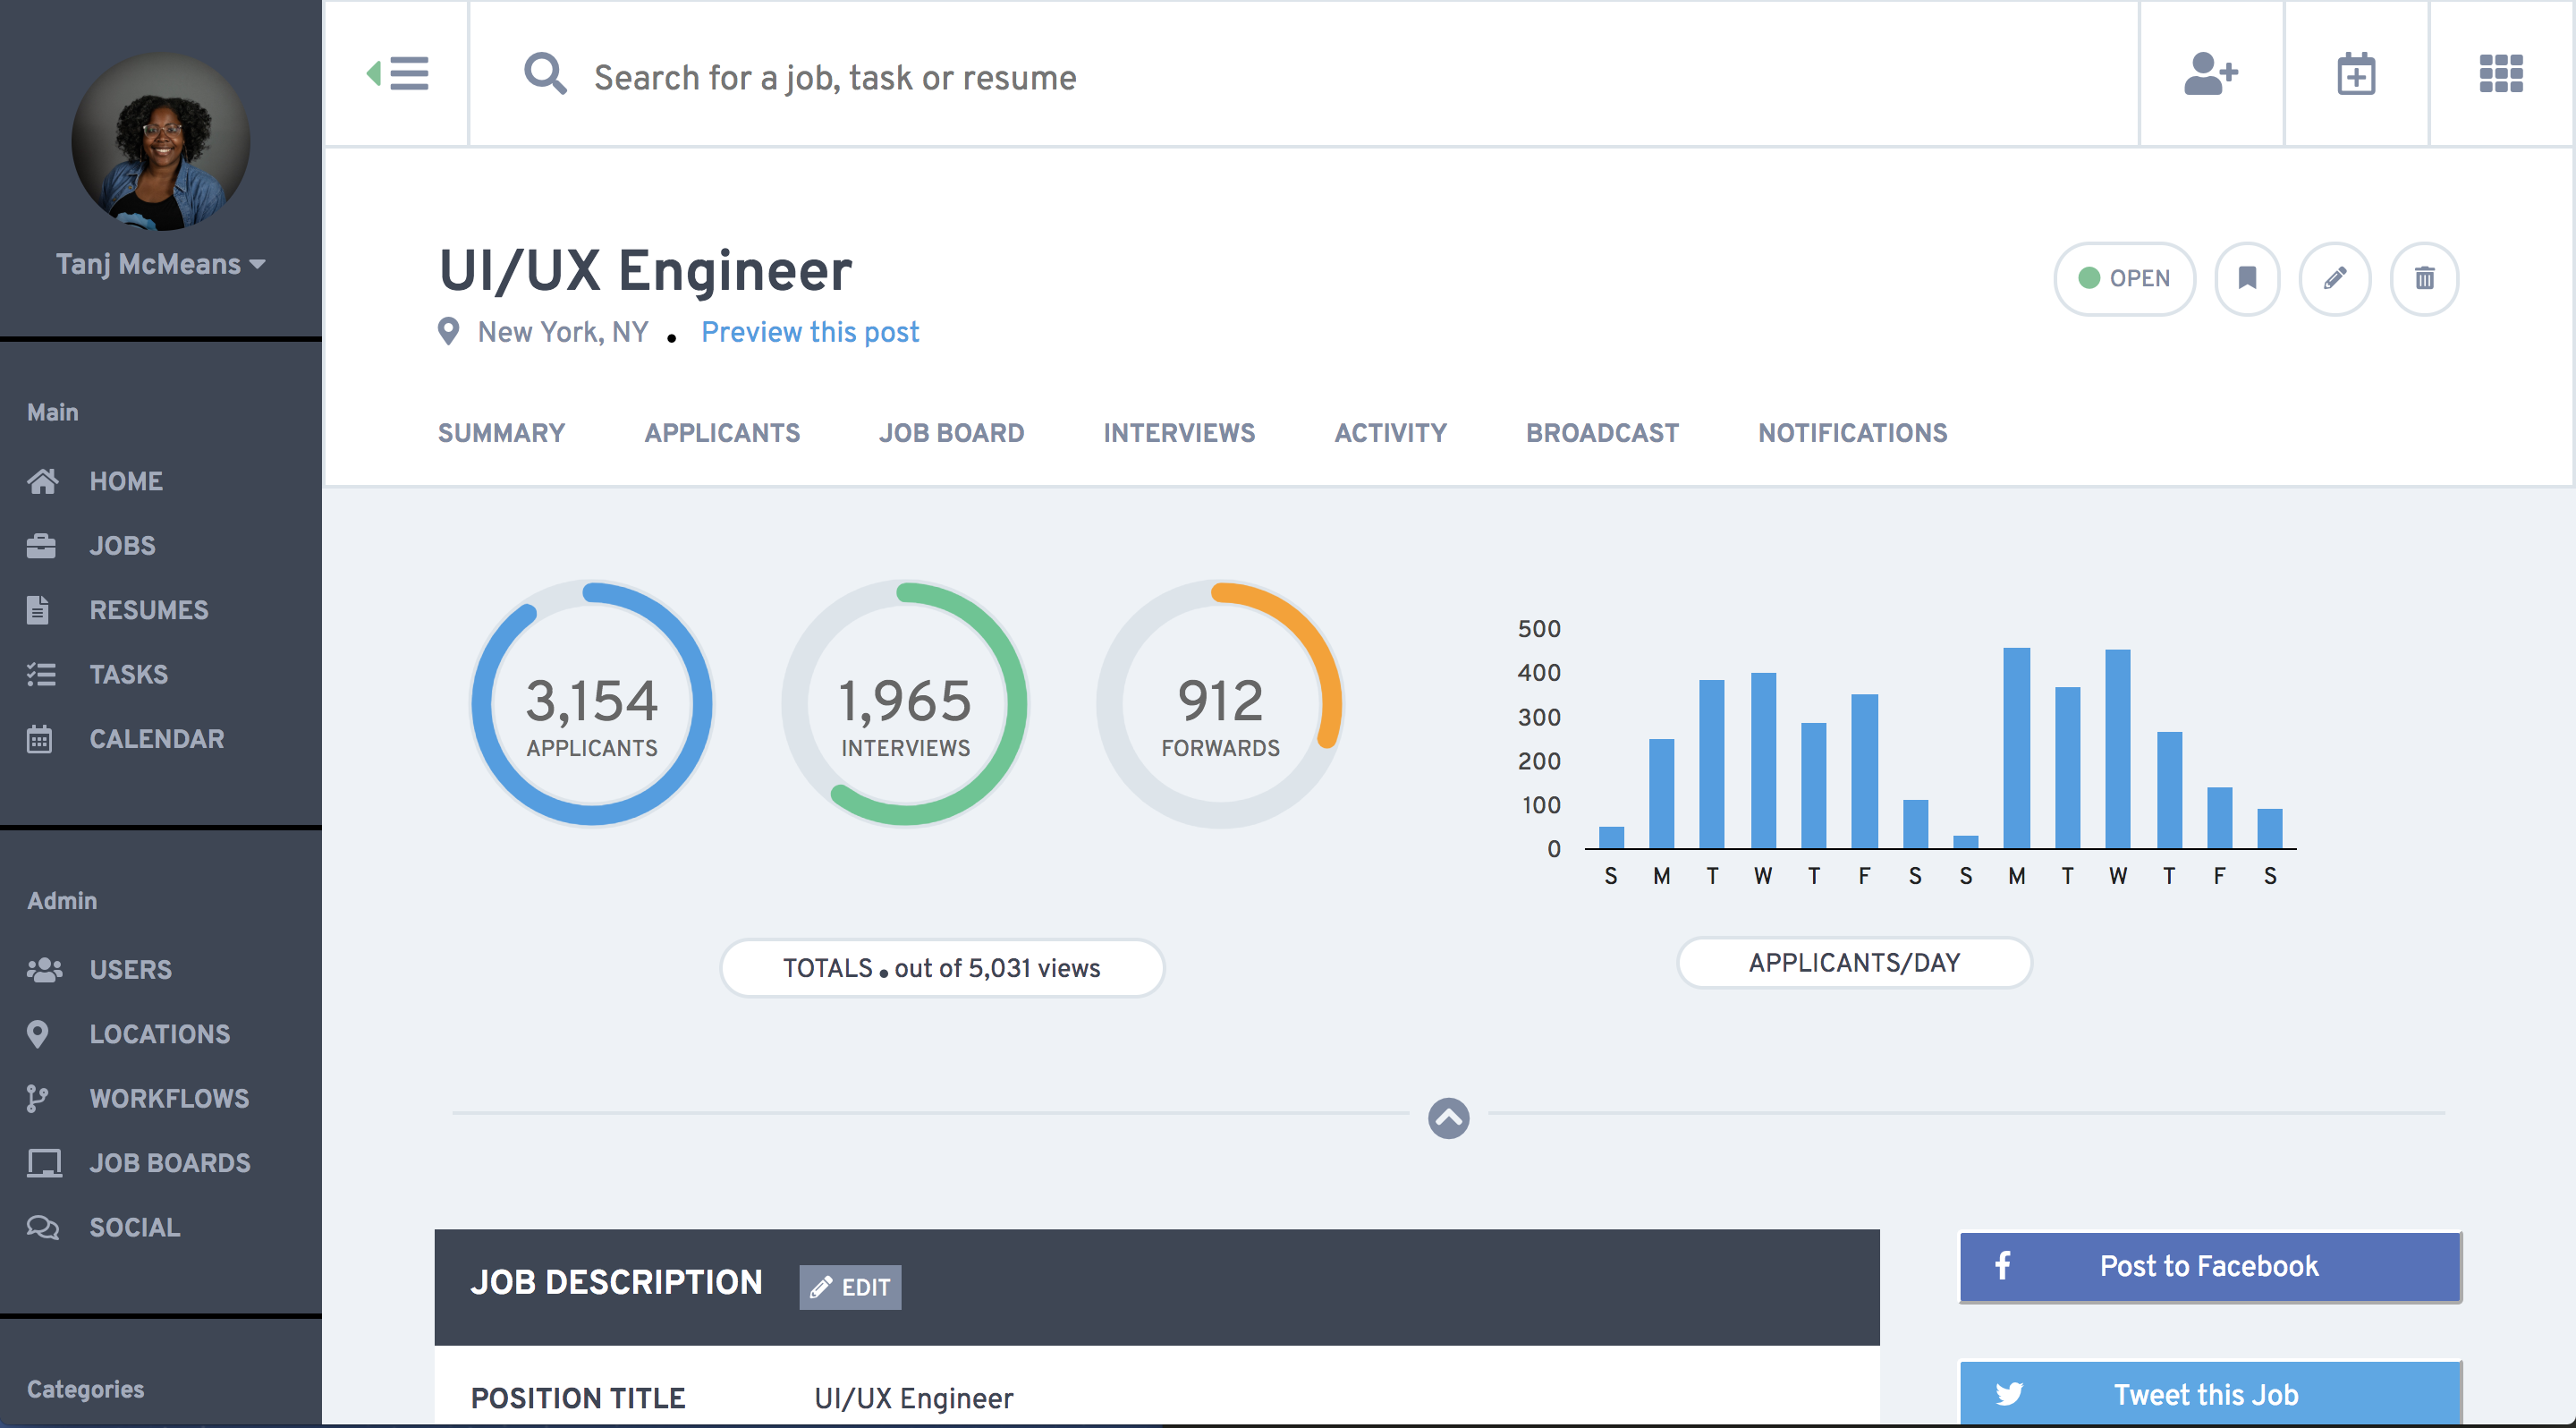 Tanj McMeans
Main
HOME
JOBS
RESUMES
TASKS
CALENDAR
Admin
USERS
LOCATIONS
WORKFLOWS
JOB BOARDS
SOCIAL
Categories
Search for a job, task or resume
UI/UX Engineer
New York, NY . Preview this post
OPEN
SUMMARY APPLICANTS JOB BOARD INTERVIEWS ACTIVITY BROADCAST NOTIFICATIONS
3,154
APPLICANTS
1,965
INTERVIEWS
912
FORWARDS
TOTALS . out of 5,031 views
500
400
300
200
100
0
S M T W T F S S M T W T F S
APPLICANTS/DAY
JOB DESCRIPTION EDIT
POSITION TITLE UI/UX Engineer
Post to Facebook
Tweet this Job